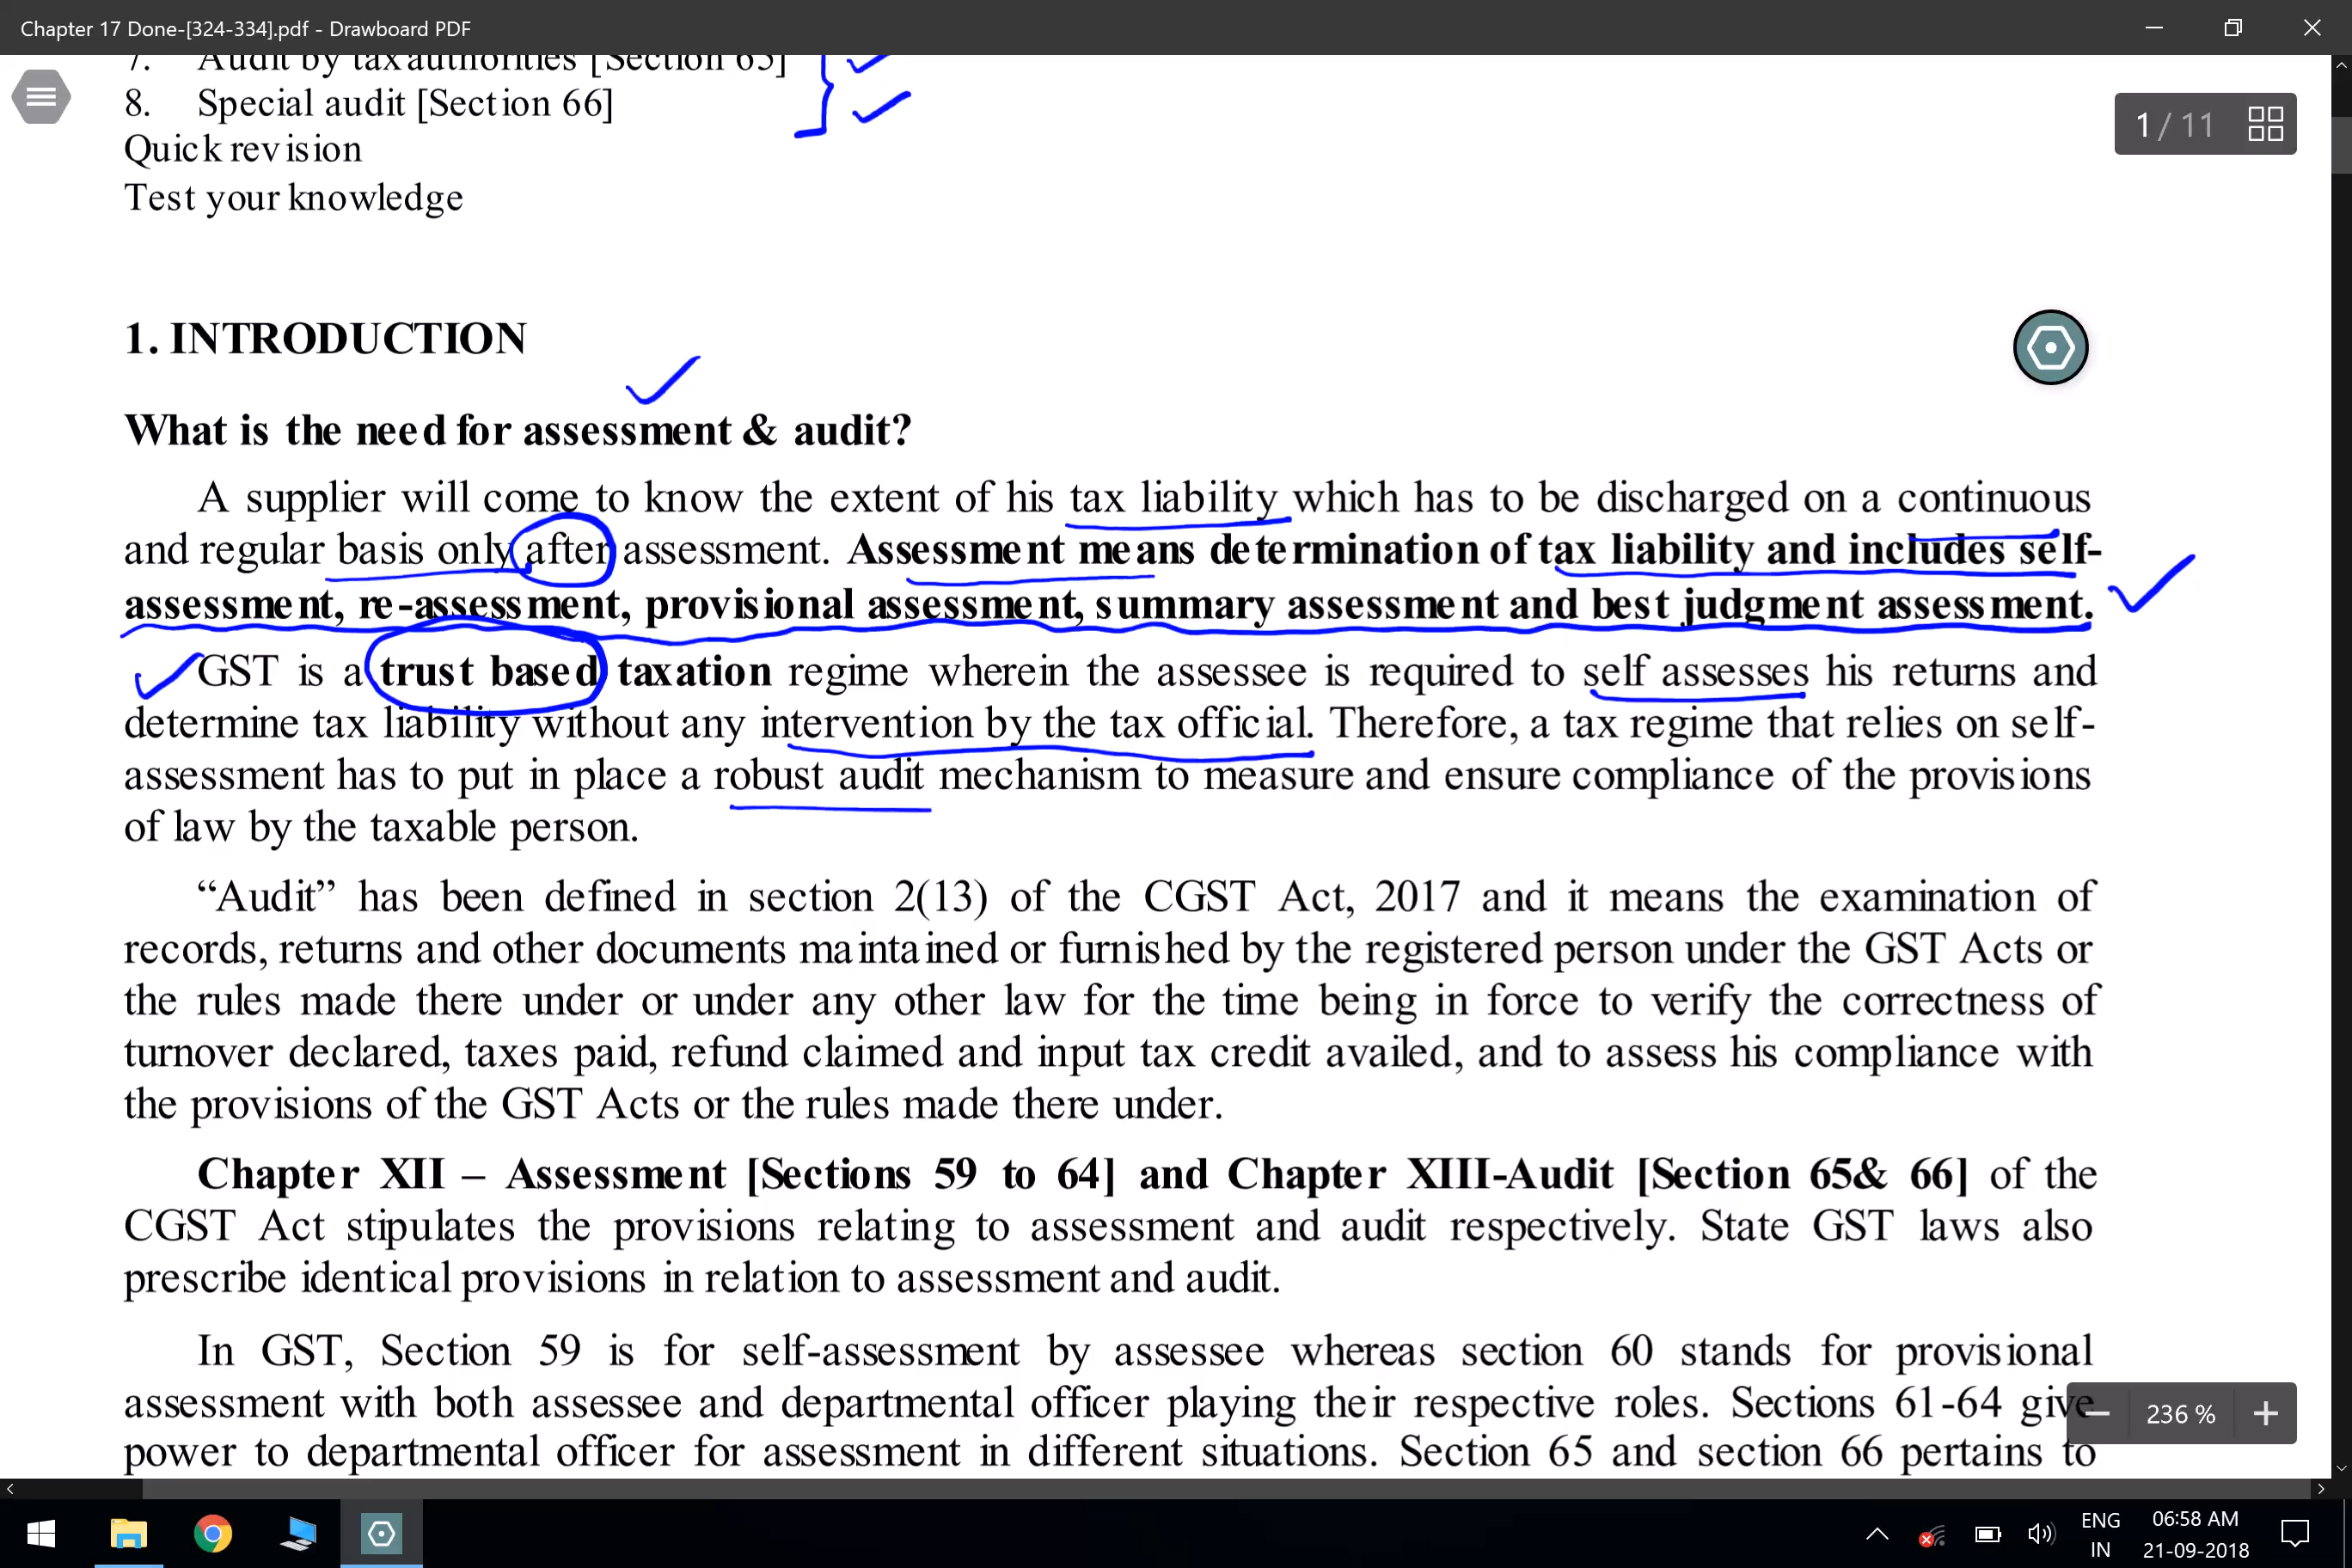 Chapter 17 Done-[324-334].pdf - Drawboard PDF
7. Audit by tax authorities [Section 65]
8. Special audit [Section 66]
1 / 11
Quick revision
Test your knowledge
1. INTRODUCTION
What is the need for assessment & audit?
A supplier will come to know the extent of his tax liability which has to be discharged on a continuous
and regular basis only after assessment. Assessment means determination of tax liability and includes self-
assessment, re-assessment, provisional assessment, summary assessment and best judgment assessment.
GST is a trust based taxation regime wherein the assessee is required to self assesses his returns and
determine tax liability without any intervention by the tax official. Therefore, a tax regime that relies on self-
assessment has to put in place a robust audit mechanism to measure and ensure compliance of the provisions
of law by the taxable person.
“Audit” has been defined in section 2(13) of the CGST Act, 2017 and it means the examination of
records, returns and other documents maintained or furnished by the registered person under the GST Acts or
the rules made there under or under any other law for the time being in force to verify the correctness of
turnover declared, taxes paid, refund claimed and input tax credit availed, and to assess his compliance with
the provisions of the GST Acts or the rules made there under.
Chapter XII – Assessment [Sections 59 to 64] and Chapter XIII-Audit [Section 65& 66] of the
CGST Act stipulates the provisions relating to assessment and audit respectively. State GST laws also
prescribe identical provisions in relation to assessment and audit.
In GST, Section 59 is for self-assessment by assessee whereas section 60 stands for provisional
assessment with both assessee and departmental officer playing their respective roles. Sections 61-64 give
236 %
power to departmental officer for assessment in different situations. Section 65 and section 66 pertains to
ENG
IN
06:58 AM
21-09-2018